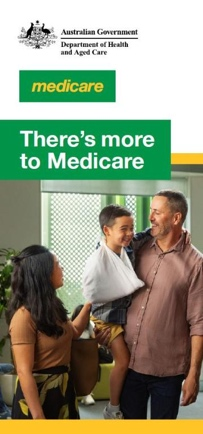 Australian Government
Department of Health
and Aged Care
medicare
There's more
to Medicare